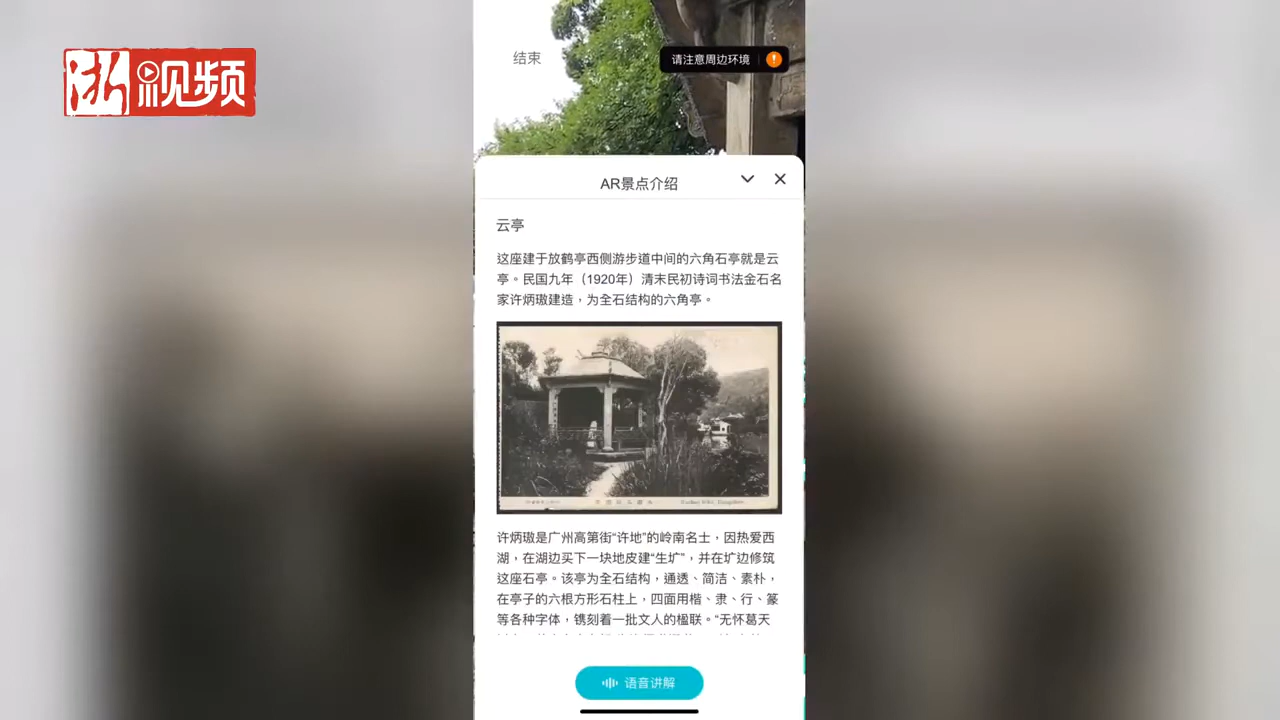 浙视频
结束
请注意周边环境
AR景点介绍
云亭
这座建于放鹤亭西侧游步道中间的六角石亭就是云
亭。民国九年（1920年）清末民初诗词书法金石名
家许炳璈建造，为全石结构的六角亭。
许炳璈是广州高第街“许地”的岭南名士，因热爱西
湖，在湖边买下一块地皮建“生圹”，并在圹边修筑
这座石亭。该亭为全石结构，通透、简洁、素朴，
在亭子的六根方形石柱上，四面用楷、隶、行、篆
等各种字体，镌刻着一批文人的楹联。“无怀葛天
语音讲解